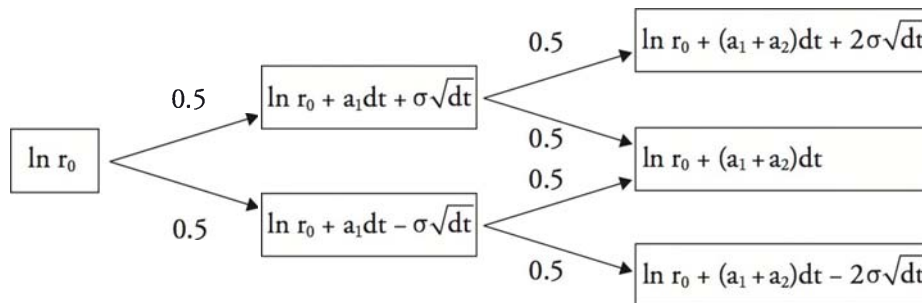 0.5
ln r₀ + (a₁ + a₂)dt + 2σ√dt
0.5
ln r₀ + a₁dt + σ√dt
0.5
ln r₀
ln r₀ + (a₁ + a₂)dt
0.5
0.5
ln r₀ + a₁dt – σ√dt
0.5
ln r₀ + (a₁ + a₂)dt – 2σ√dt